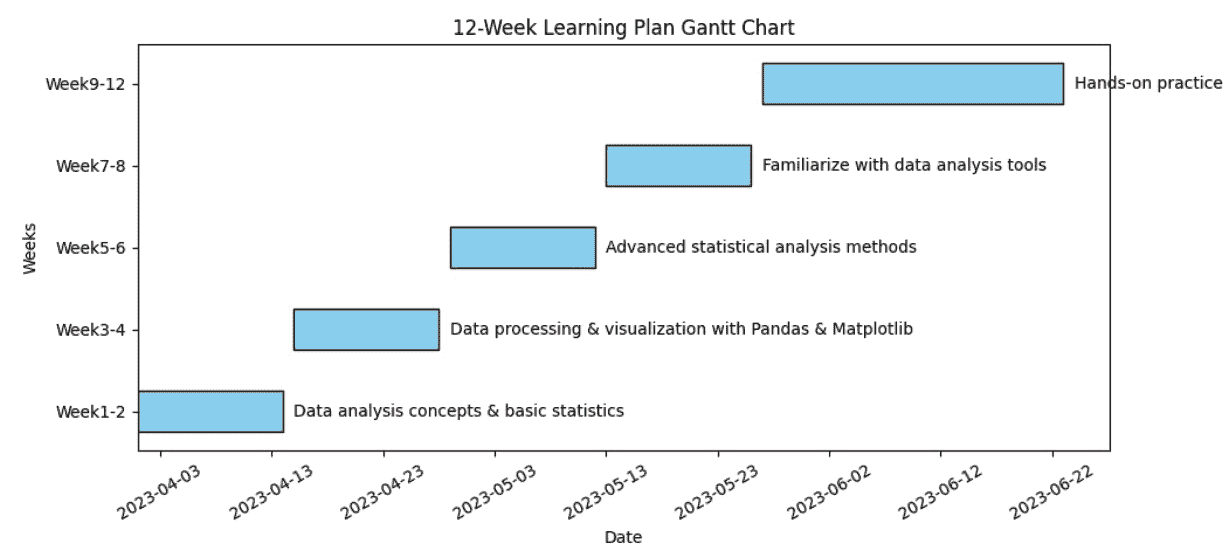 12-Week Learning Plan Gantt Chart
Week9-12
Hands-on practice
Week7-8
Familiarize with data analysis tools
Weeks
Week5-6
Advanced statistical analysis methods
Week3-4
Data processing & visualization with Pandas & Matplotlib
Week1-2
Data analysis concepts & basic statistics
2023-04-03
2023-04-13
2023-04-23
2023-05-03
2023-05-13
2023-05-23
2023-06-02
2023-06-12
2023-06-22
Date